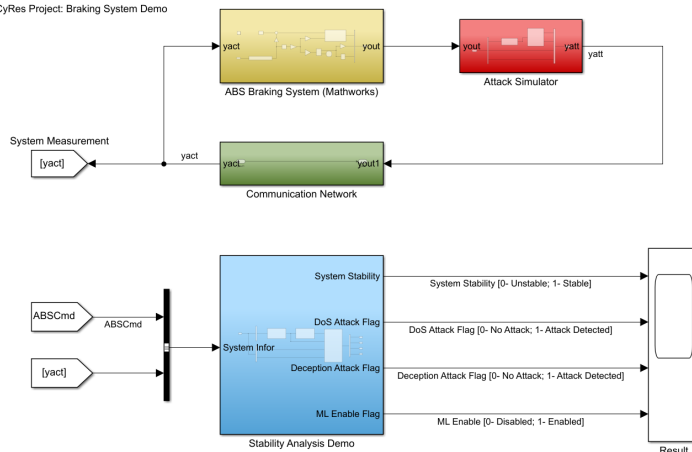 CyRes Project: Braking System Demo
yact
yout
ABS Braking System (Mathworks)
yout
yatt
Attack Simulator
yatt
System Measurement
[yact]
yact
yact
yout1
Communication Network
ABSCmd
ABSCmd
[yact]
System Infor
System Stability
DoS Attack Flag
Deception Attack Flag
ML Enable Flag
Stability Analysis Demo
System Stability [0- Unstable; 1- Stable]
DoS Attack Flag [0- No Attack; 1- Attack Detected]
Deception Attack Flag [0- No Attack; 1- Attack Detected]
ML Enable [0- Disabled; 1- Enabled]
Result